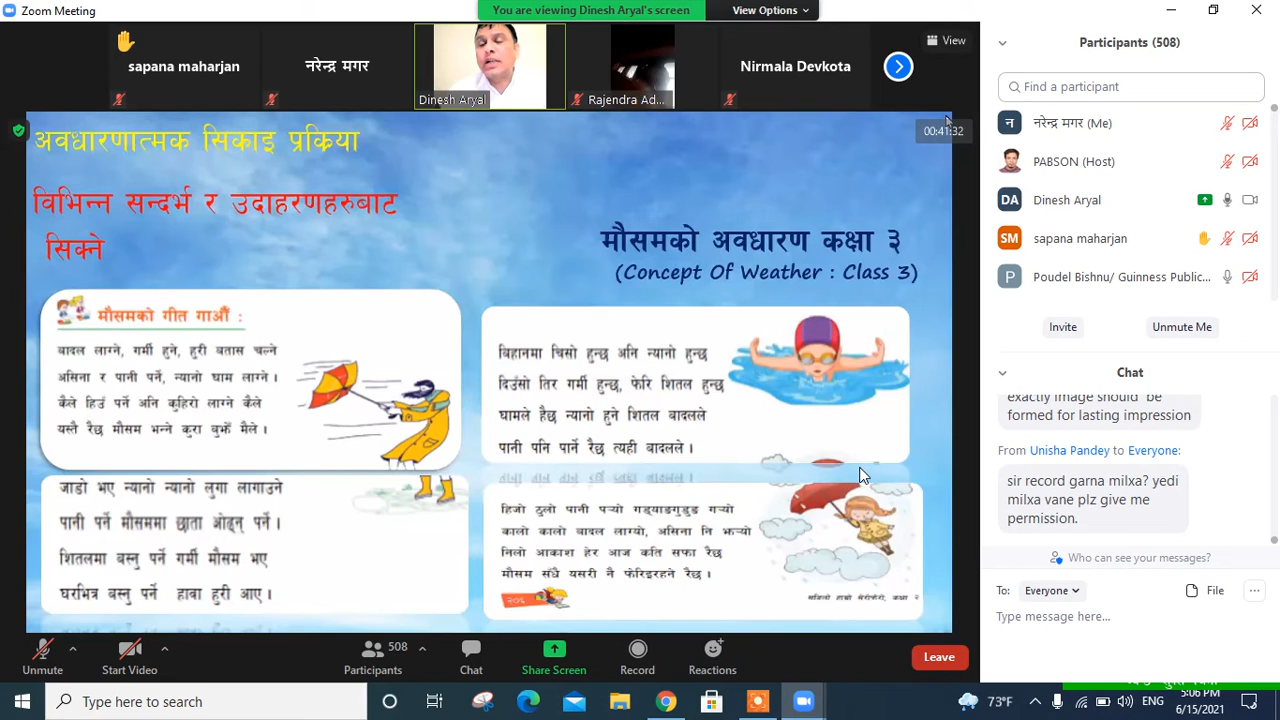 Zoom Meeting
You are viewing Dinesh Aryal's screen
View Options
sapana maharjan
नरेन्द्र मगर
Dinesh Aryal
Rajendra Ad...
Nirmala Devkota
View
00:41:32
अवधारणात्मक सिकाइ प्रक्रिया
विभिन्न सन्दर्भ र उदाहरणहरुबाट
सिक्ने
मौसमको अवधारण कक्षा ३
(Concept Of Weather : Class 3)
मौसमको गीत गाऔँ :
बादल लाग्ने, गर्मी हुने, हुरी बतास चल्ने
असिना र पानी पर्ने, न्यानो घाम लाग्ने ।
कैले हिउँ पर्ने अनि कुहिरो लाग्ने कैले
यस्तै रैछ मौसम भन्ने कुरा बुझेँ मैले ।
जाडो भए न्यानो न्यानो लुगा लगाउने
पानी पर्ने मौसममा छाता ओढ्न् पर्ने ।
शितलमा बस्नु पर्ने गर्मी मौसम भए
घरभित्र बस्नु पर्ने हावा हुरी आए ।
बिहानमा चिसो हुन्छ अनि न्यानो हुन्छ
दिउँसो तिर गर्मी हुन्छ, फेरि शितल हुन्छ
घामले हैछ न्यानो हुने शितल बादलले
पानी पनि पार्ने रैछ त्यही बादलले ।
हिजो ठुलो पानी पऱ्यो गड्याङगुडुङ गऱ्यो
कालो कालो बादल लाग्यो, असिना नि झऱ्यो
निलो आकाश हेर आज कति सफा रैछ
मौसम सधैं यसरी नै फेरिइरहने रैछ ।
२०६
Participants (508)
Find a participant
न नरेन्द्र मगर (Me)
PABSON (Host)
DA Dinesh Aryal
SM sapana maharjan
P Poudel Bishnu/ Guinness Public...
Invite
Unmute Me
Chat
exactly image should be
formed for lasting impression
From Unisha Pandey to Everyone:
sir record garna milxa? yedi
milxa vane plz give me
permission.
Who can see your messages?
To: Everyone
File
Type message here...
Unmute
Start Video
508
Participants
Chat
Share Screen
Record
Reactions
Leave
Type here to search
73°F
ENG
5:06 PM
6/15/2021